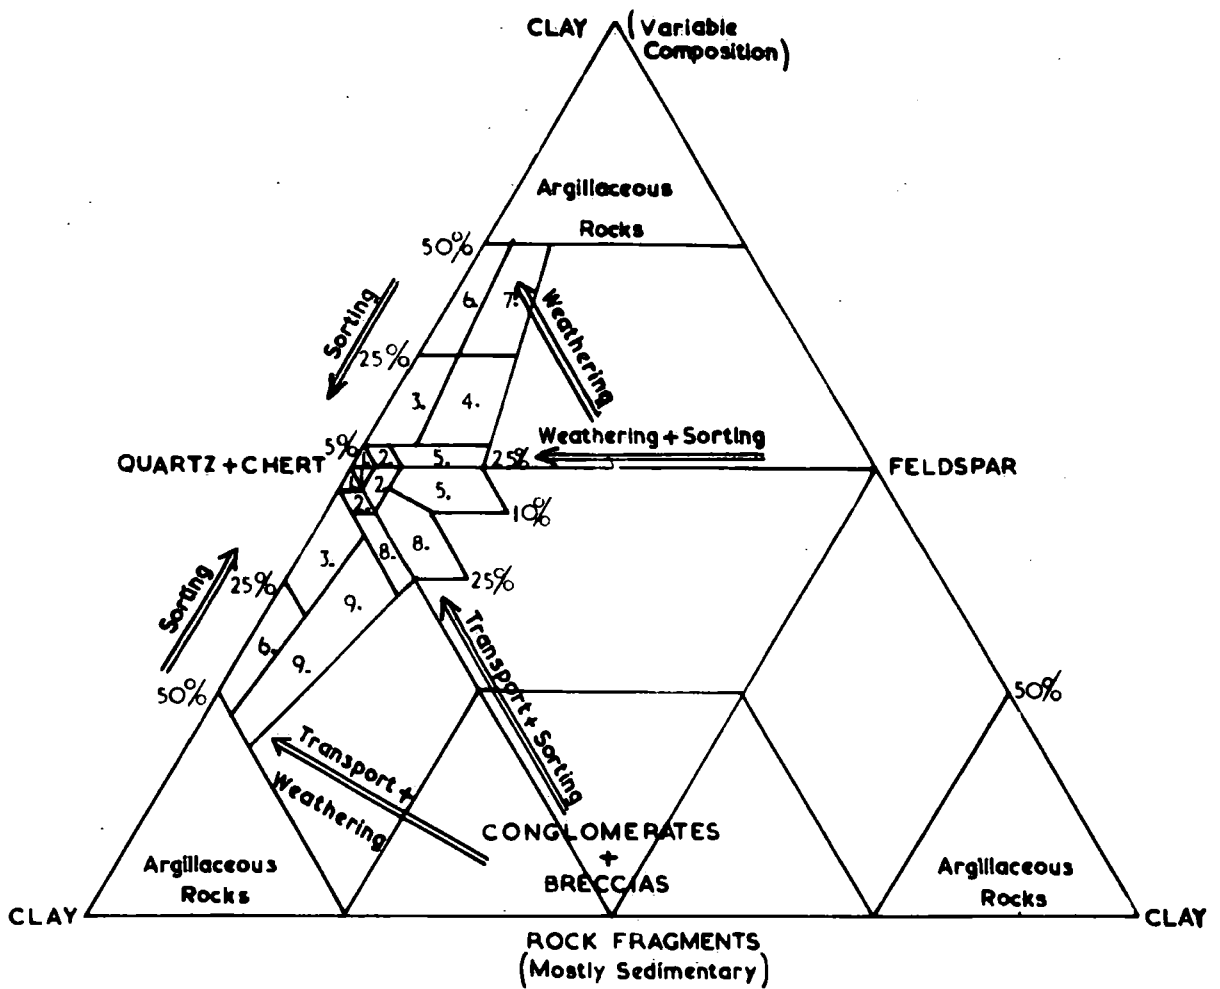 CLAY (Variable
Composition)
Argillaceous
Rocks
50%
6. 7.
Sorting
Weathering
25%
3. 4.
Weathering + Sorting
5%
QUARTZ + CHERT
1. 2. 5. 25%
FELDSPAR
1. 2. 5.
2.
10%
3. 8. 8.
25%
25%
Sorting
9.
6. 9.
Transport + Sorting
50%
50%
Transport +
Weathering
CONGLOMERATES
+
BRECCIAS
Argillaceous
Rocks
Argillaceous
Rocks
CLAY
CLAY
ROCK FRAGMENTS
(Mostly Sedimentary)